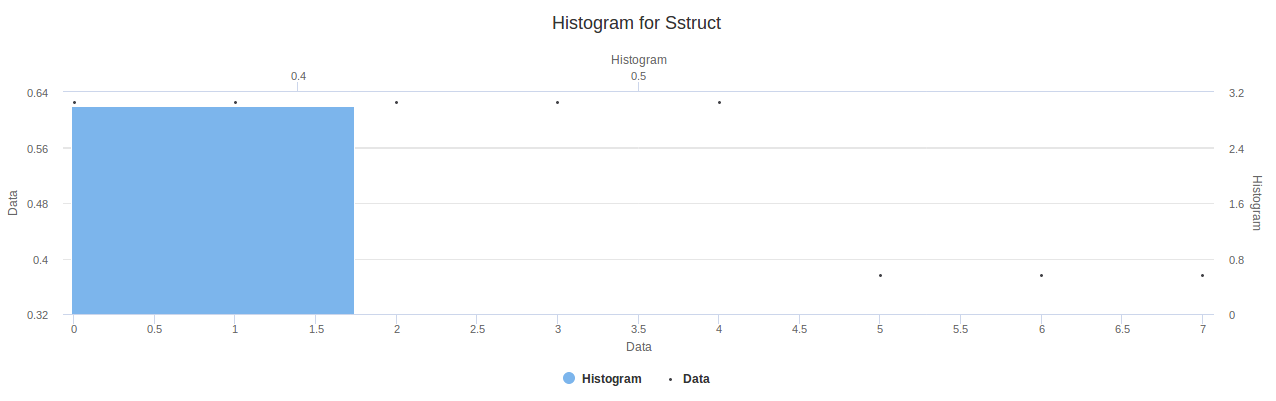 Histogram for Sstruct
Histogram
0.4 0.5
0.64 3.2
0.56 2.4
Data
0.48 1.6
Histogram
0.4 0.8
0.32 0
0 0.5 1 1.5 2 2.5 3 3.5 4 4.5 5 5.5 6 6.5 7
Data
Histogram Data